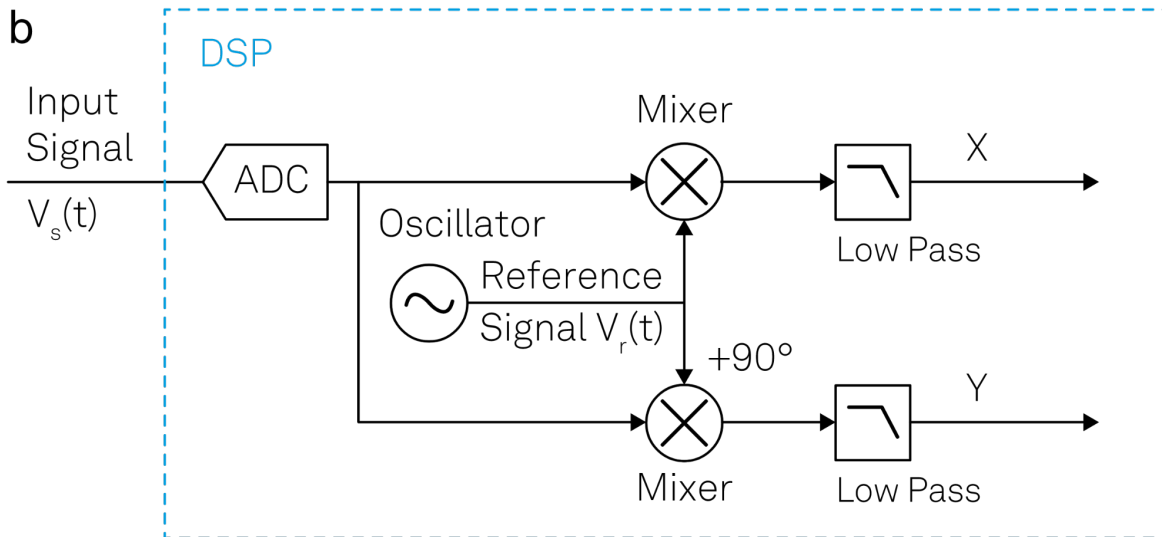 b
DSP
Input
Signal
V_s(t)
ADC
Mixer
X
Low Pass
Oscillator
Reference
Signal V_r(t)
+90°
Mixer
Y
Low Pass